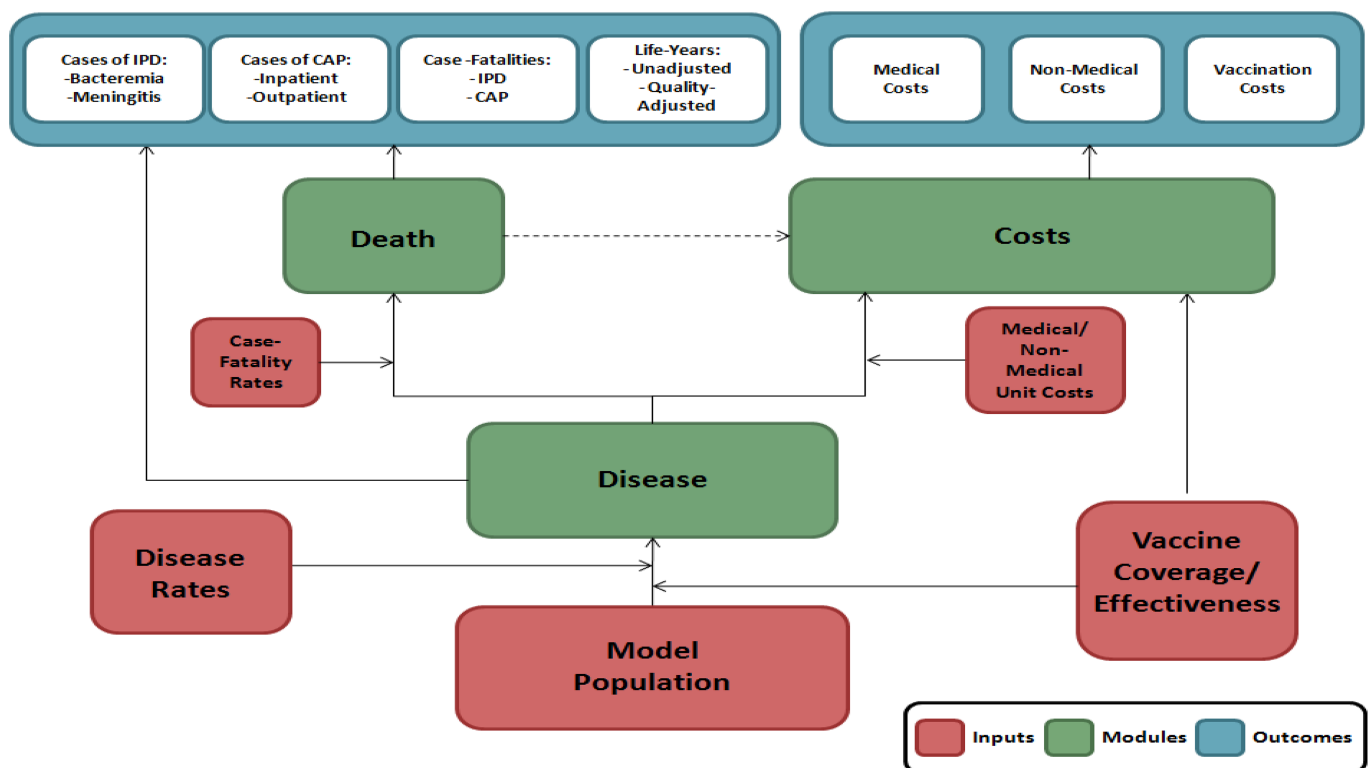 Cases of IPD:
-Bacteremia
-Meningitis
Cases of CAP:
-Inpatient
-Outpatient
Case -Fatalities:
- IPD
- CAP
Life-Years:
- Unadjusted
- Quality-
Adjusted
Medical
Costs
Non-Medical
Costs
Vaccination
Costs
Death
Costs
Case-
Fatality
Rates
Medical/
Non-
Medical
Unit Costs
Disease
Disease
Rates
Vaccine
Coverage/
Effectiveness
Model
Population
Inputs
Modules
Outcomes